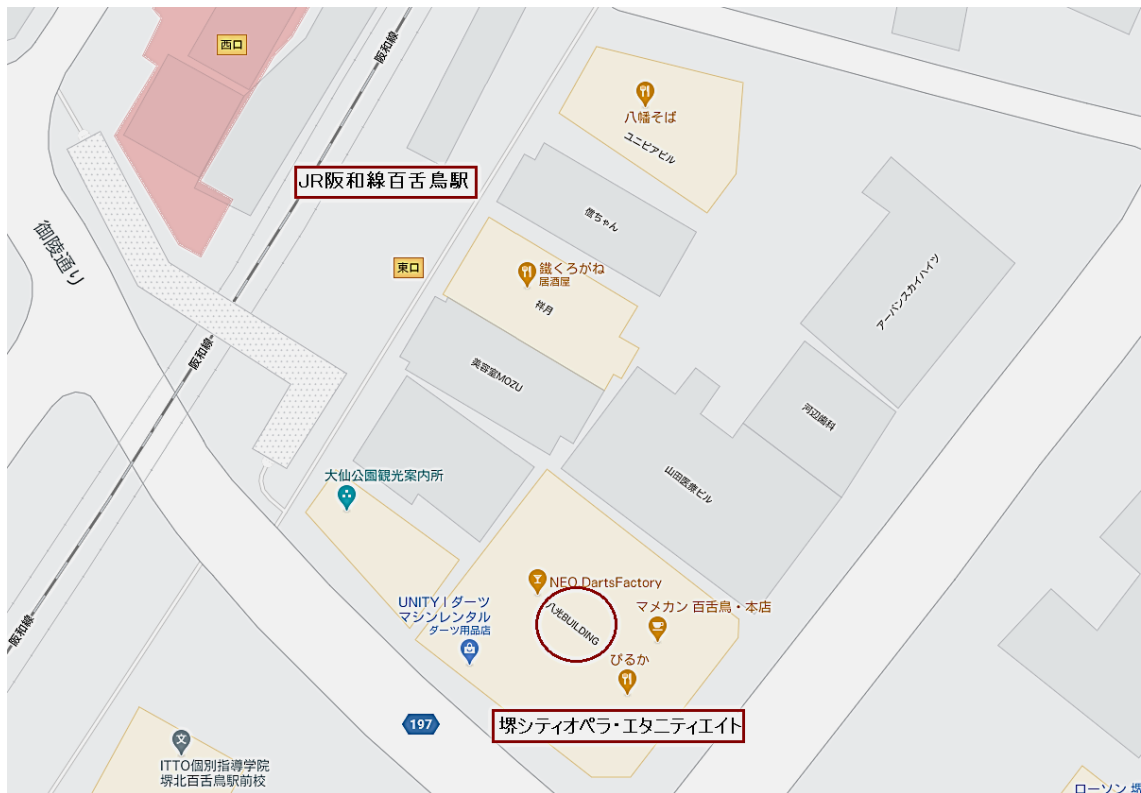 西口
阪和線
八幡そば
ユニピアビル
JR阪和線百舌鳥駅
信ちゃん
御陵通り
東口
鐵くろがね
居酒屋
祥月
アーバンスカイハイツ
阪和線
美容室MOZU
河辺歯科
大仙公園観光案内所
山田医療ビル
NEO DartsFactory
UNITY | ダーツ
マシンレンタル
ダーツ用品店
八光BUILDING
マメカン 百舌鳥・本店
阪和線
びるか
197
堺シティオペラ・エタニティエイト
ITTO個別指導学院
堺北百舌鳥駅前校
ローソン 堺